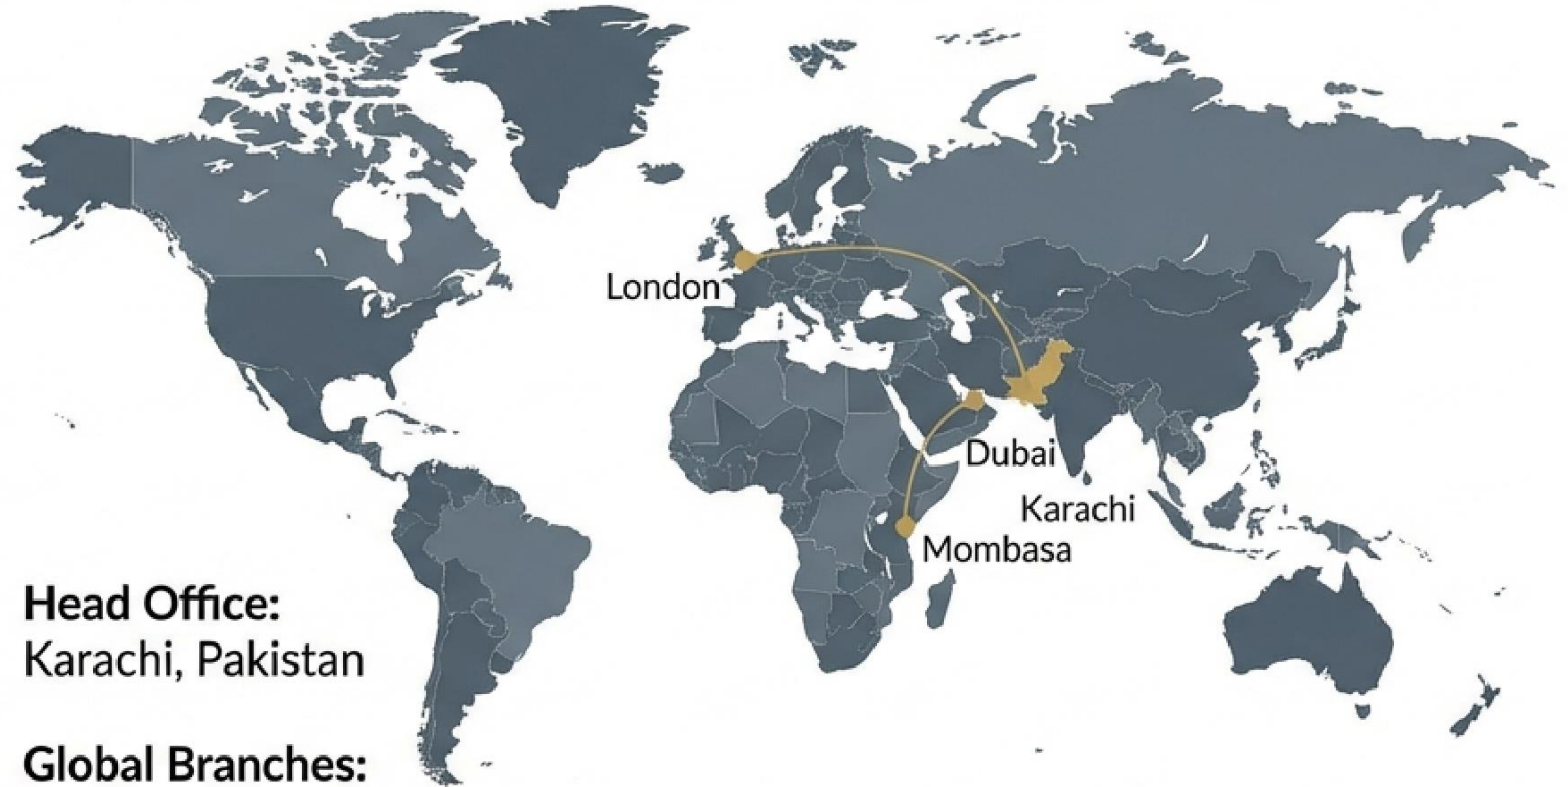 London
Dubai
Karachi
Mombasa
Head Office:
Karachi, Pakistan
Global Branches: